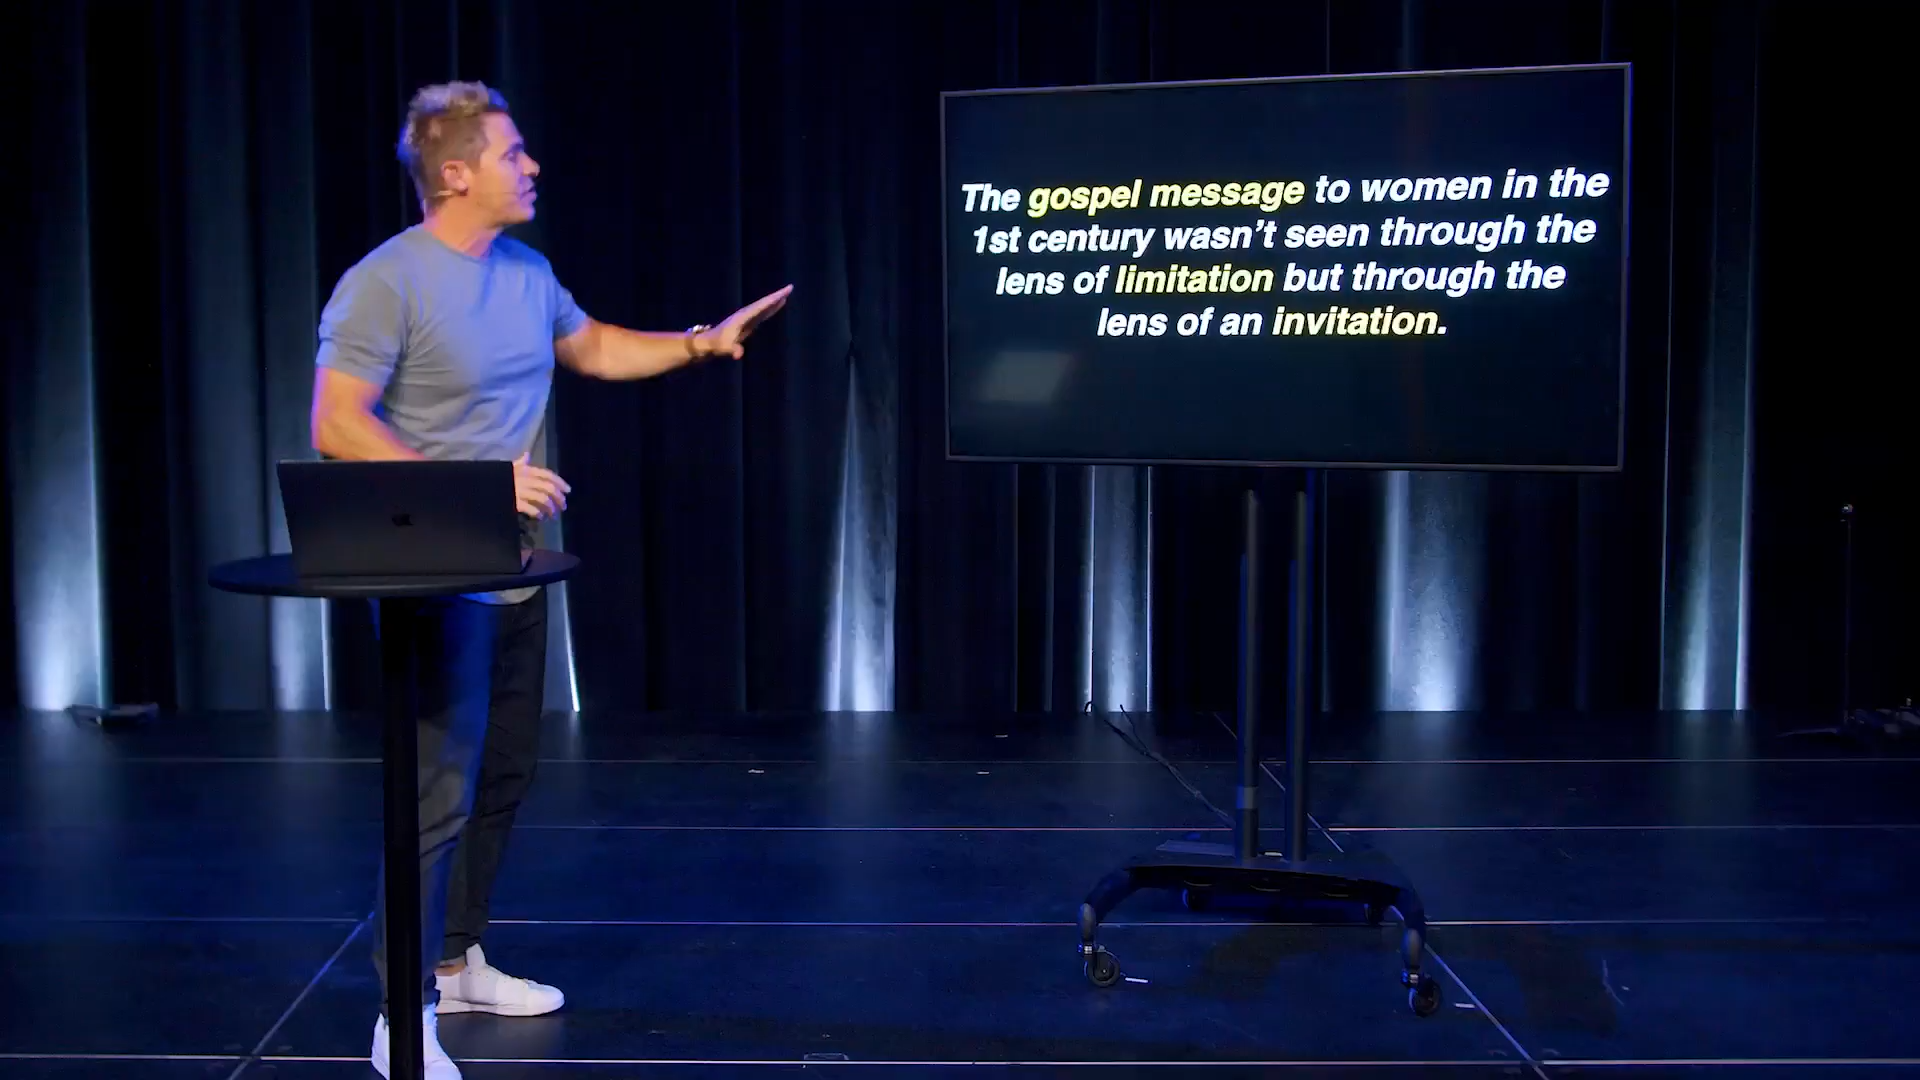 The gospel message to women in the
1st century wasn't seen through the
lens of limitation but through the
lens of an invitation.